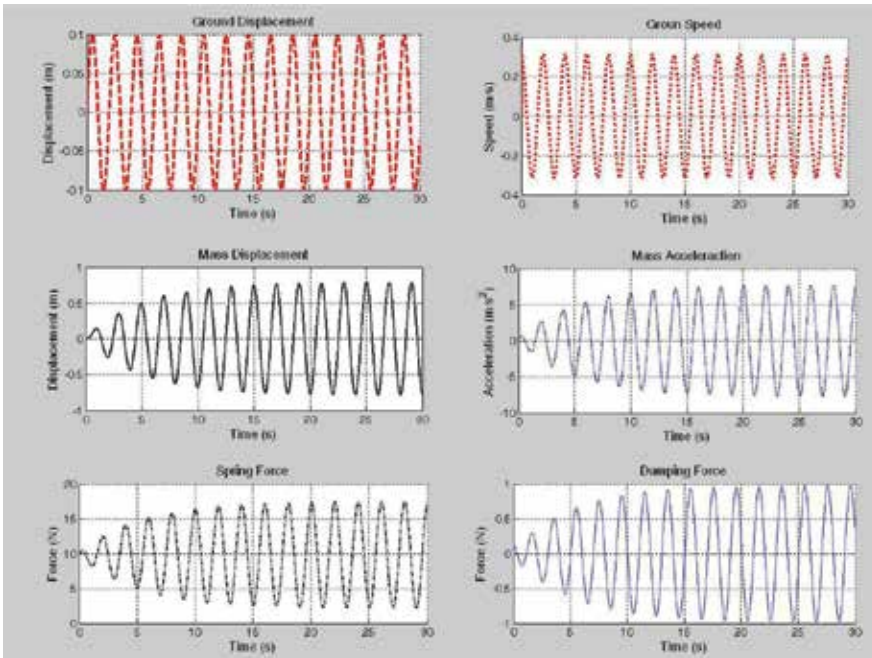 Ground Displacement
Displacement (m)
0.1
0.05
0
-0.05
-0.1
0 5 10 15 20 25 30
Time (s)
Groun Speed
Speed (m/s)
0.4
0.2
0
-0.2
-0.4
0 5 10 15 20 25 30
Time (s)
Mass Displacement
Displacement (m)
1
0.5
0
-0.5
-1
0 5 10 15 20 25 30
Time (s)
Mass Acceleraction
Acceleration (m/s²)
10
5
0
-5
-10
0 5 10 15 20 25 30
Time (s)
Spring Force
Force (N)
20
15
10
5
0
0 5 10 15 20 25 30
Time (s)
Dumping Force
Force (N)
1
0.5
0
-0.5
-1
0 5 10 15 20 25 30
Time (s)